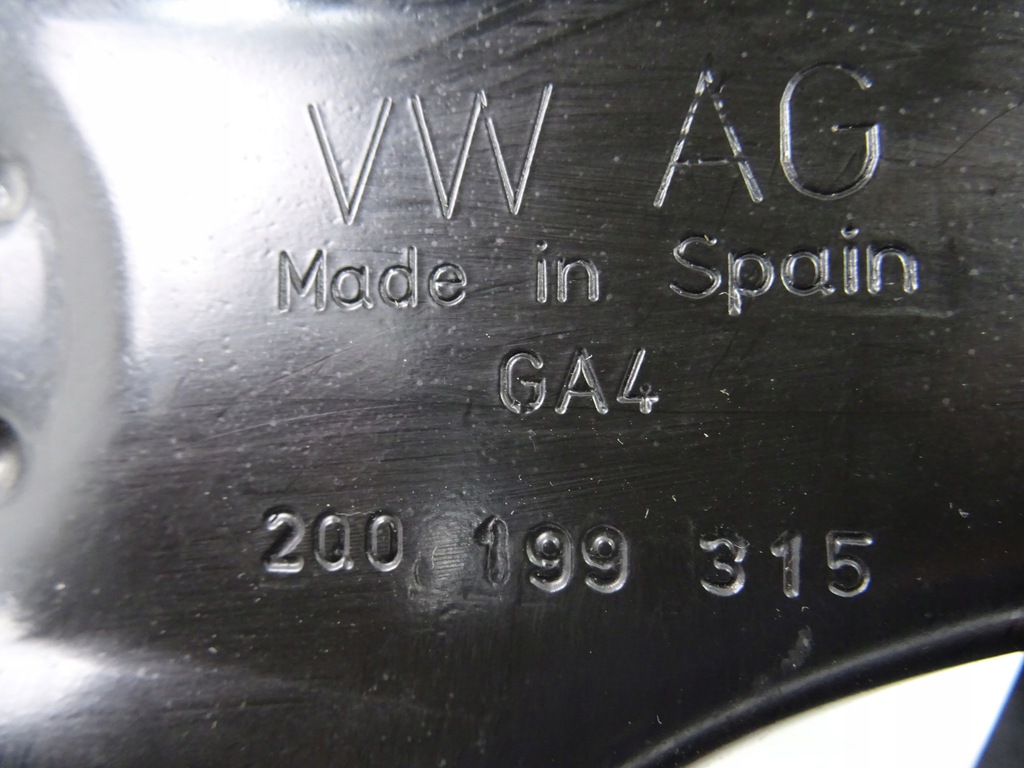 VW AG
Made in Spain
GA4
2Q0 199 315